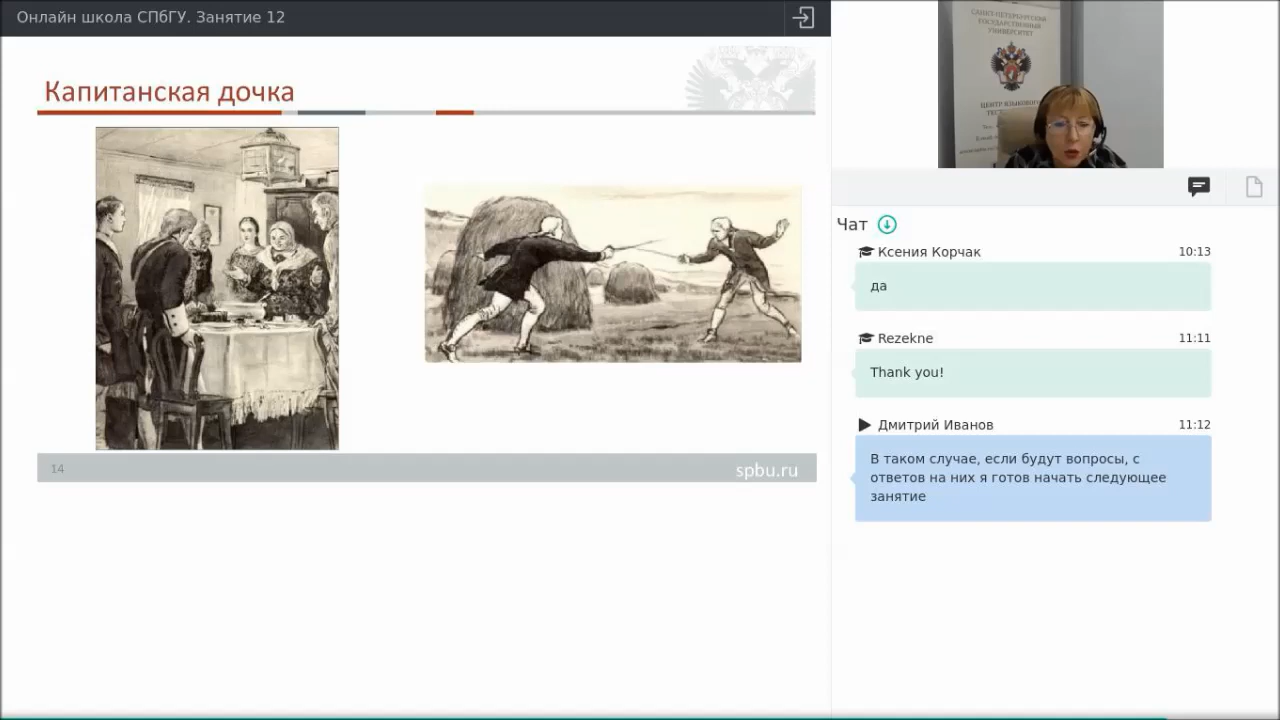 Онлайн школа СПбГУ. Занятие 12
Капитанская дочка
14
spbu.ru
САНКТ-ПЕТЕРБУРГСКИЙ
ГОСУДАРСТВЕННЫЙ
УНИВЕРСИТЕТ
ЦЕНТР ЯЗЫКОВОГО
Чат
Ксения Корчак
10:13
да
Rezekne
11:11
Thank you!
Дмитрий Иванов
11:12
В таком случае, если будут вопросы, с
ответов на них я готов начать следующее
занятие